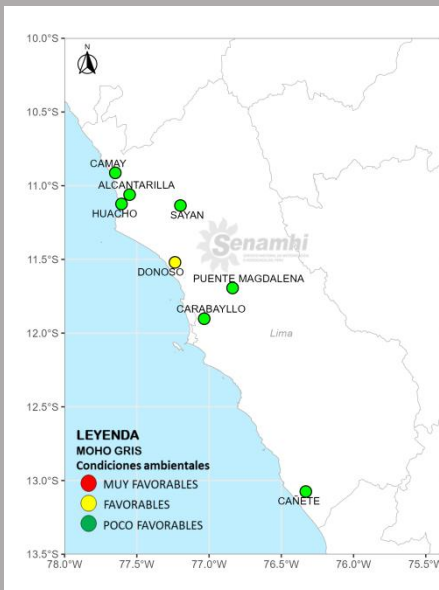 10.0°S
N
10.5°S
CAMAY
11.0°S
ALCANTARILLA
HUACHO
SAYAN
Senamhi
11.5°S
DONOSO
PUENTE MAGDALENA
CARABAYLLO
12.0°S
Lima
12.5°S
LEYENDA
MOHO GRIS
Condiciones ambientales
MUY FAVORABLES
FAVORABLES
POCO FAVORABLES
13.0°S
CAÑETE
13.5°S
78.0°W
77.5°W
77.0°W
76.5°W
76.0°W
75.5°W